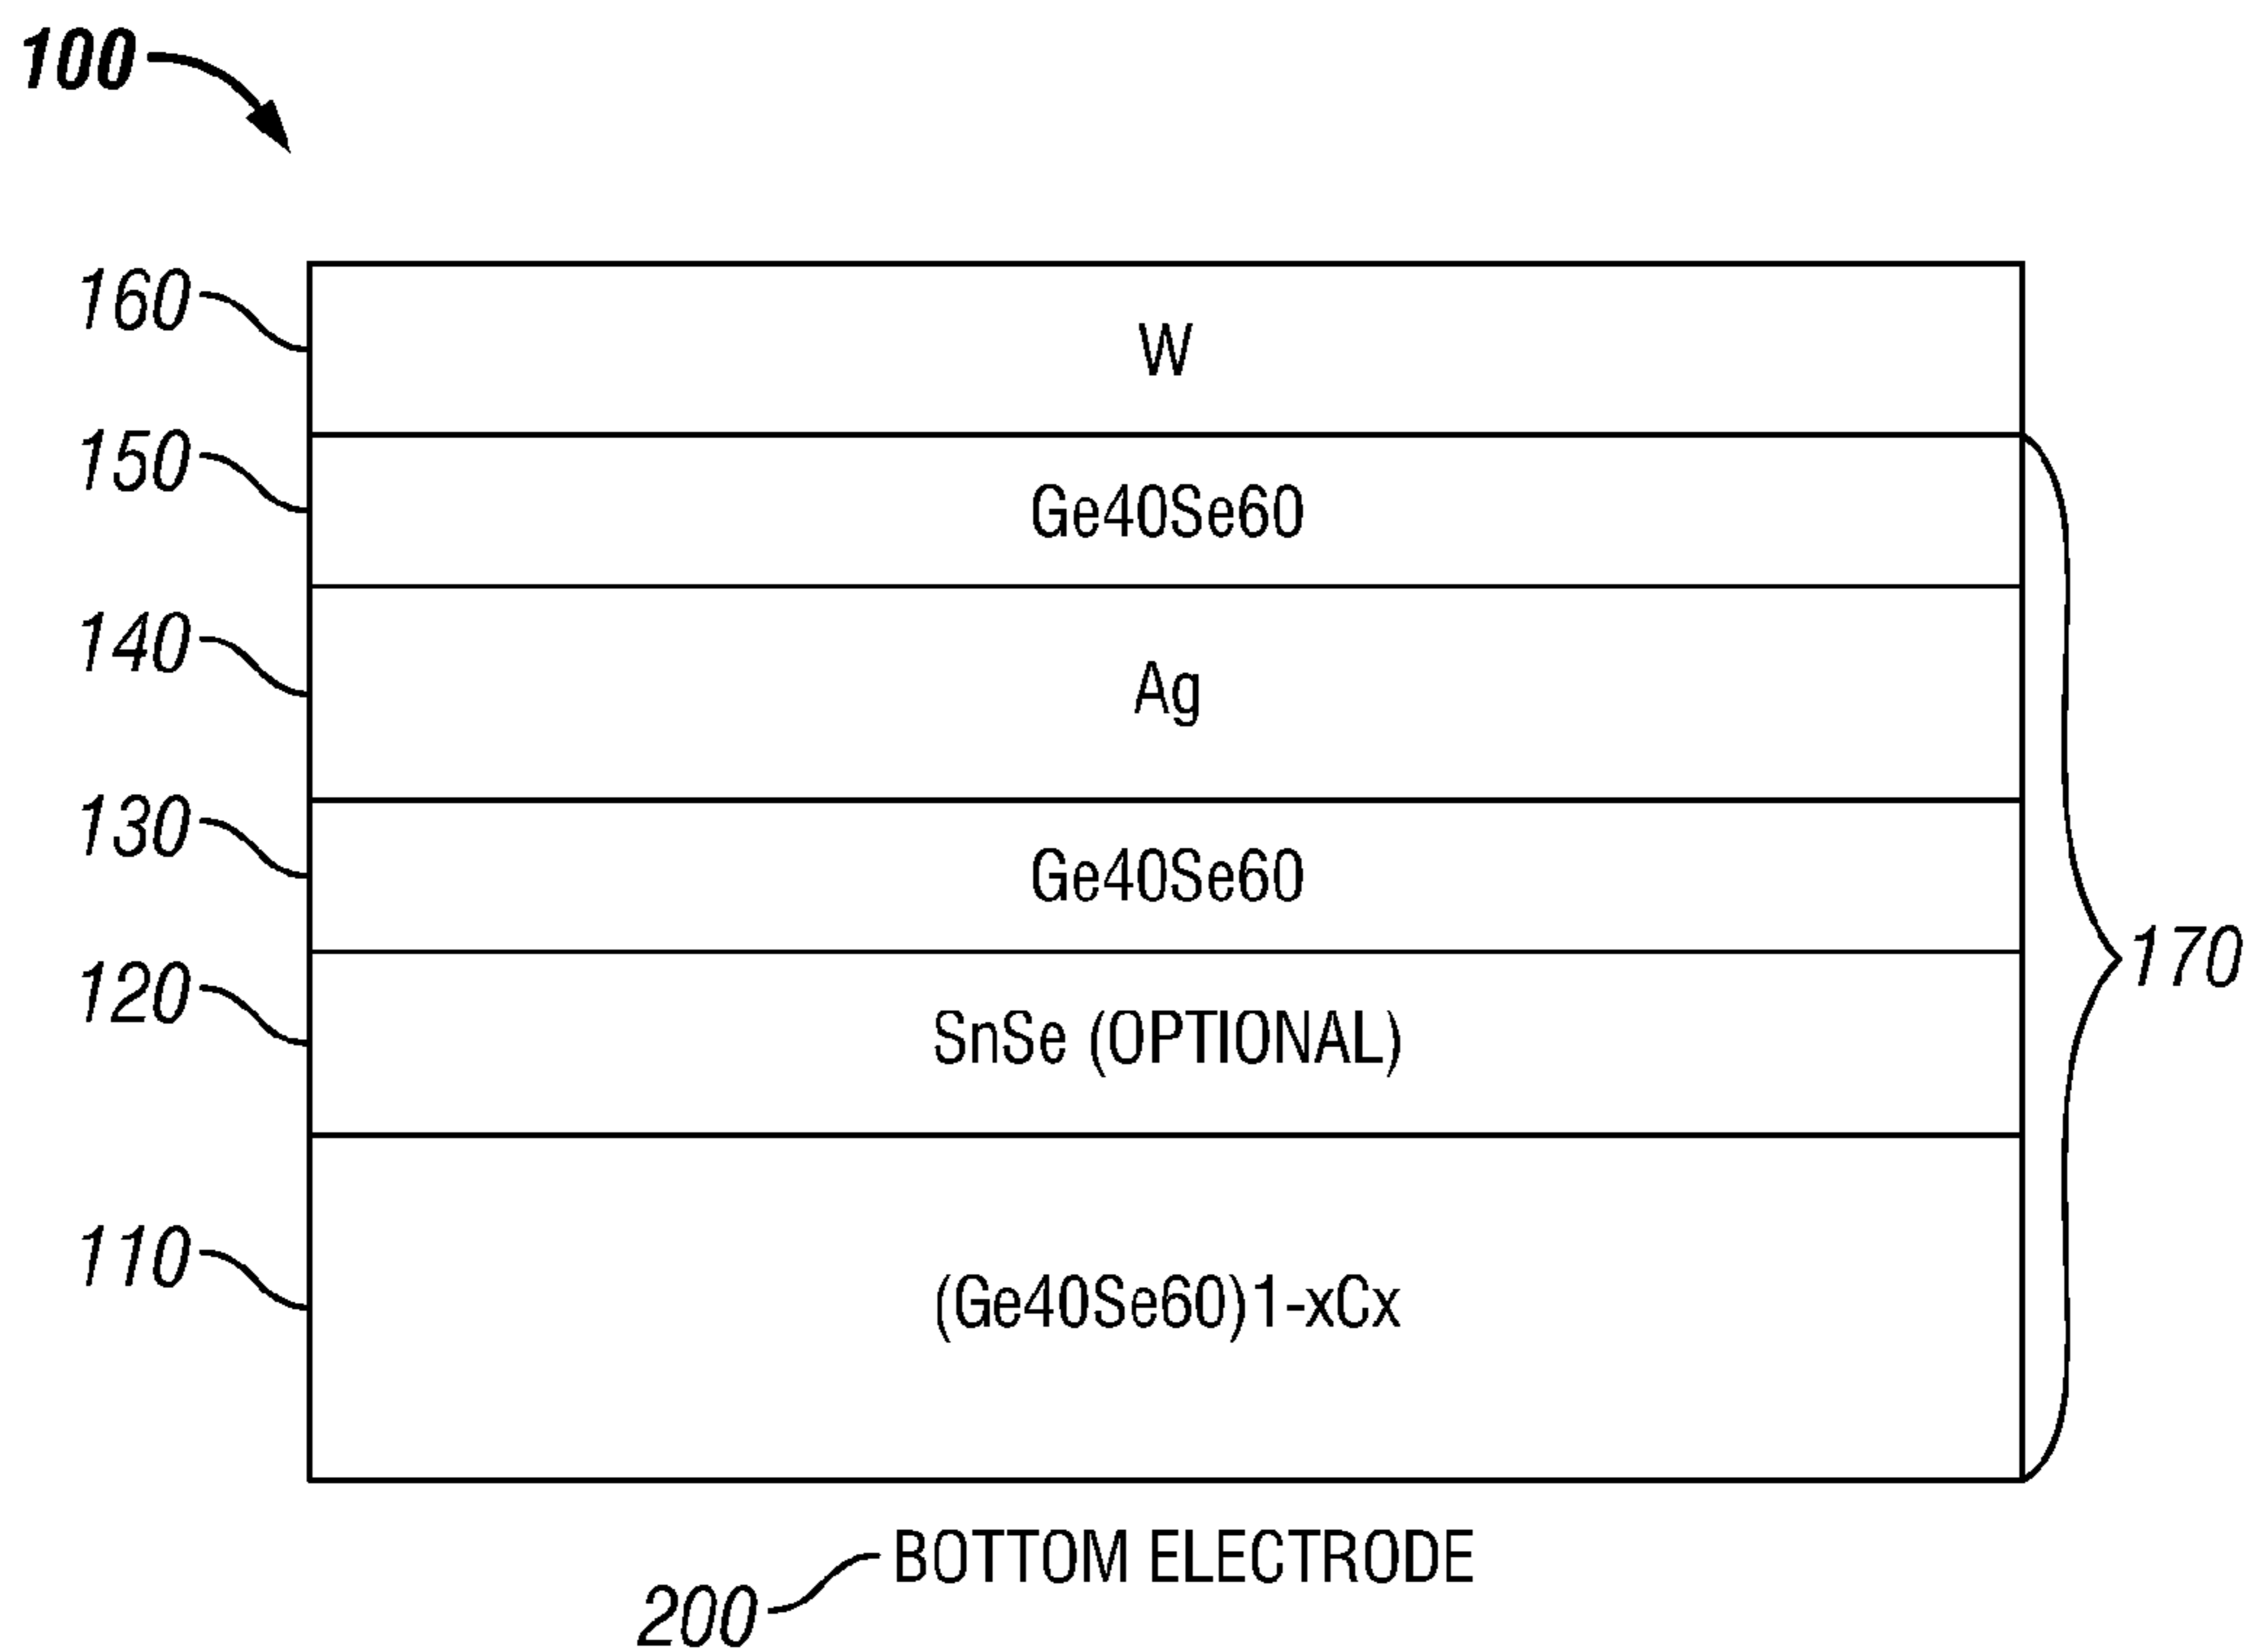 100
160
W
150
Ge40Se60
140
Ag
130
Ge40Se60
170
120
SnSe (OPTIONAL)
110
(Ge40Se60)1-xCx
BOTTOM ELECTRODE
200